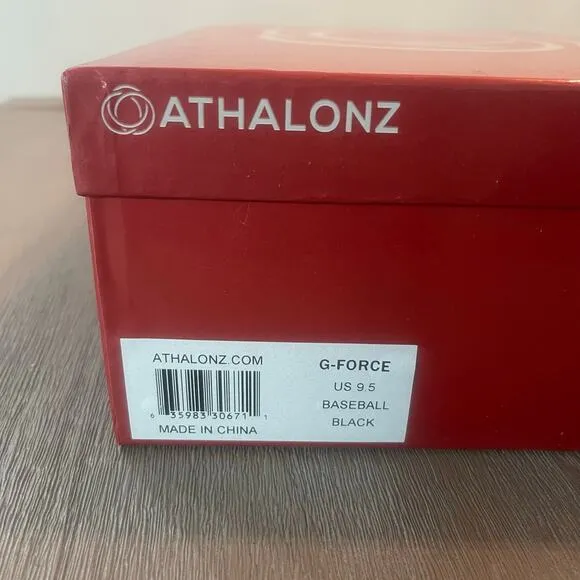 ATHALONZ
ATHALONZ.COM
6 35983 30671 1
MADE IN CHINA
G-FORCE
US 9.5
BASEBALL
BLACK